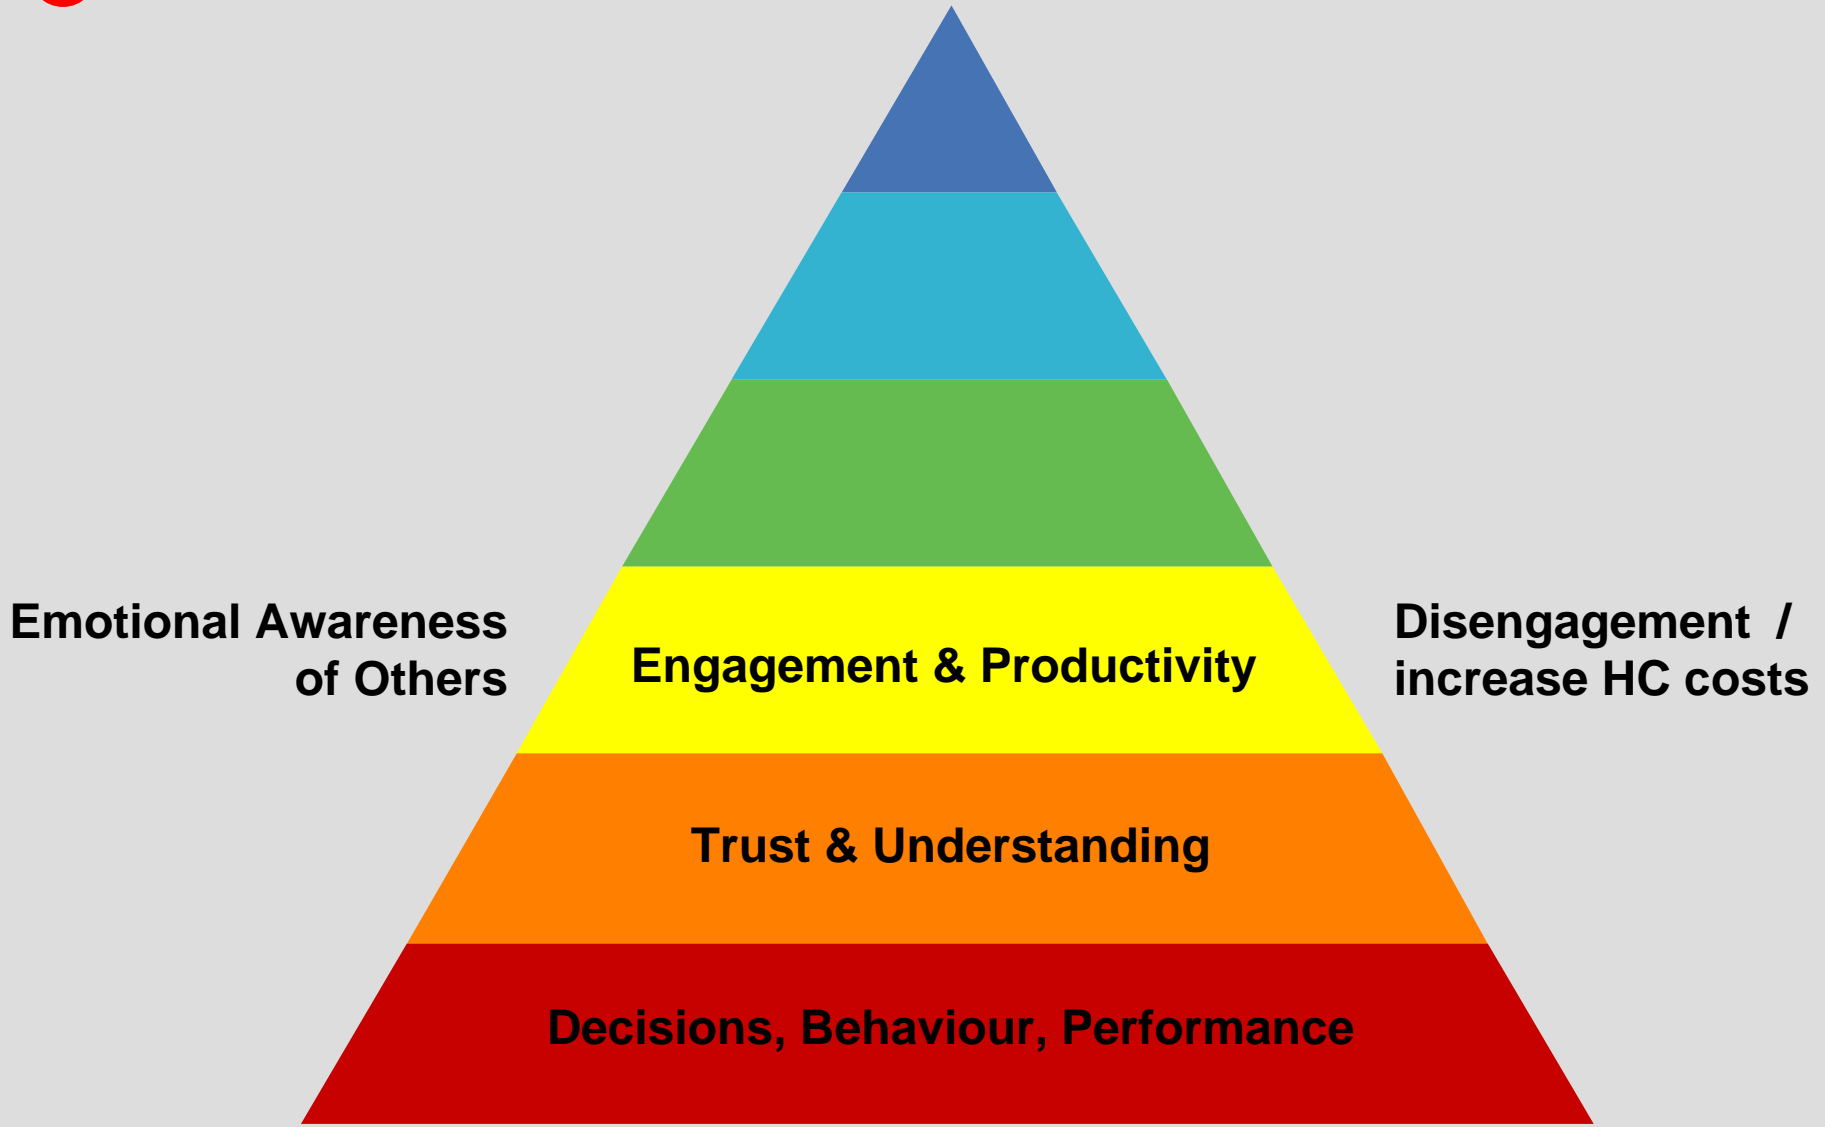 Emotional Awareness
of Others
Engagement & Productivity
Disengagement /
increase HC costs
Trust & Understanding
Decisions, Behaviour, Performance